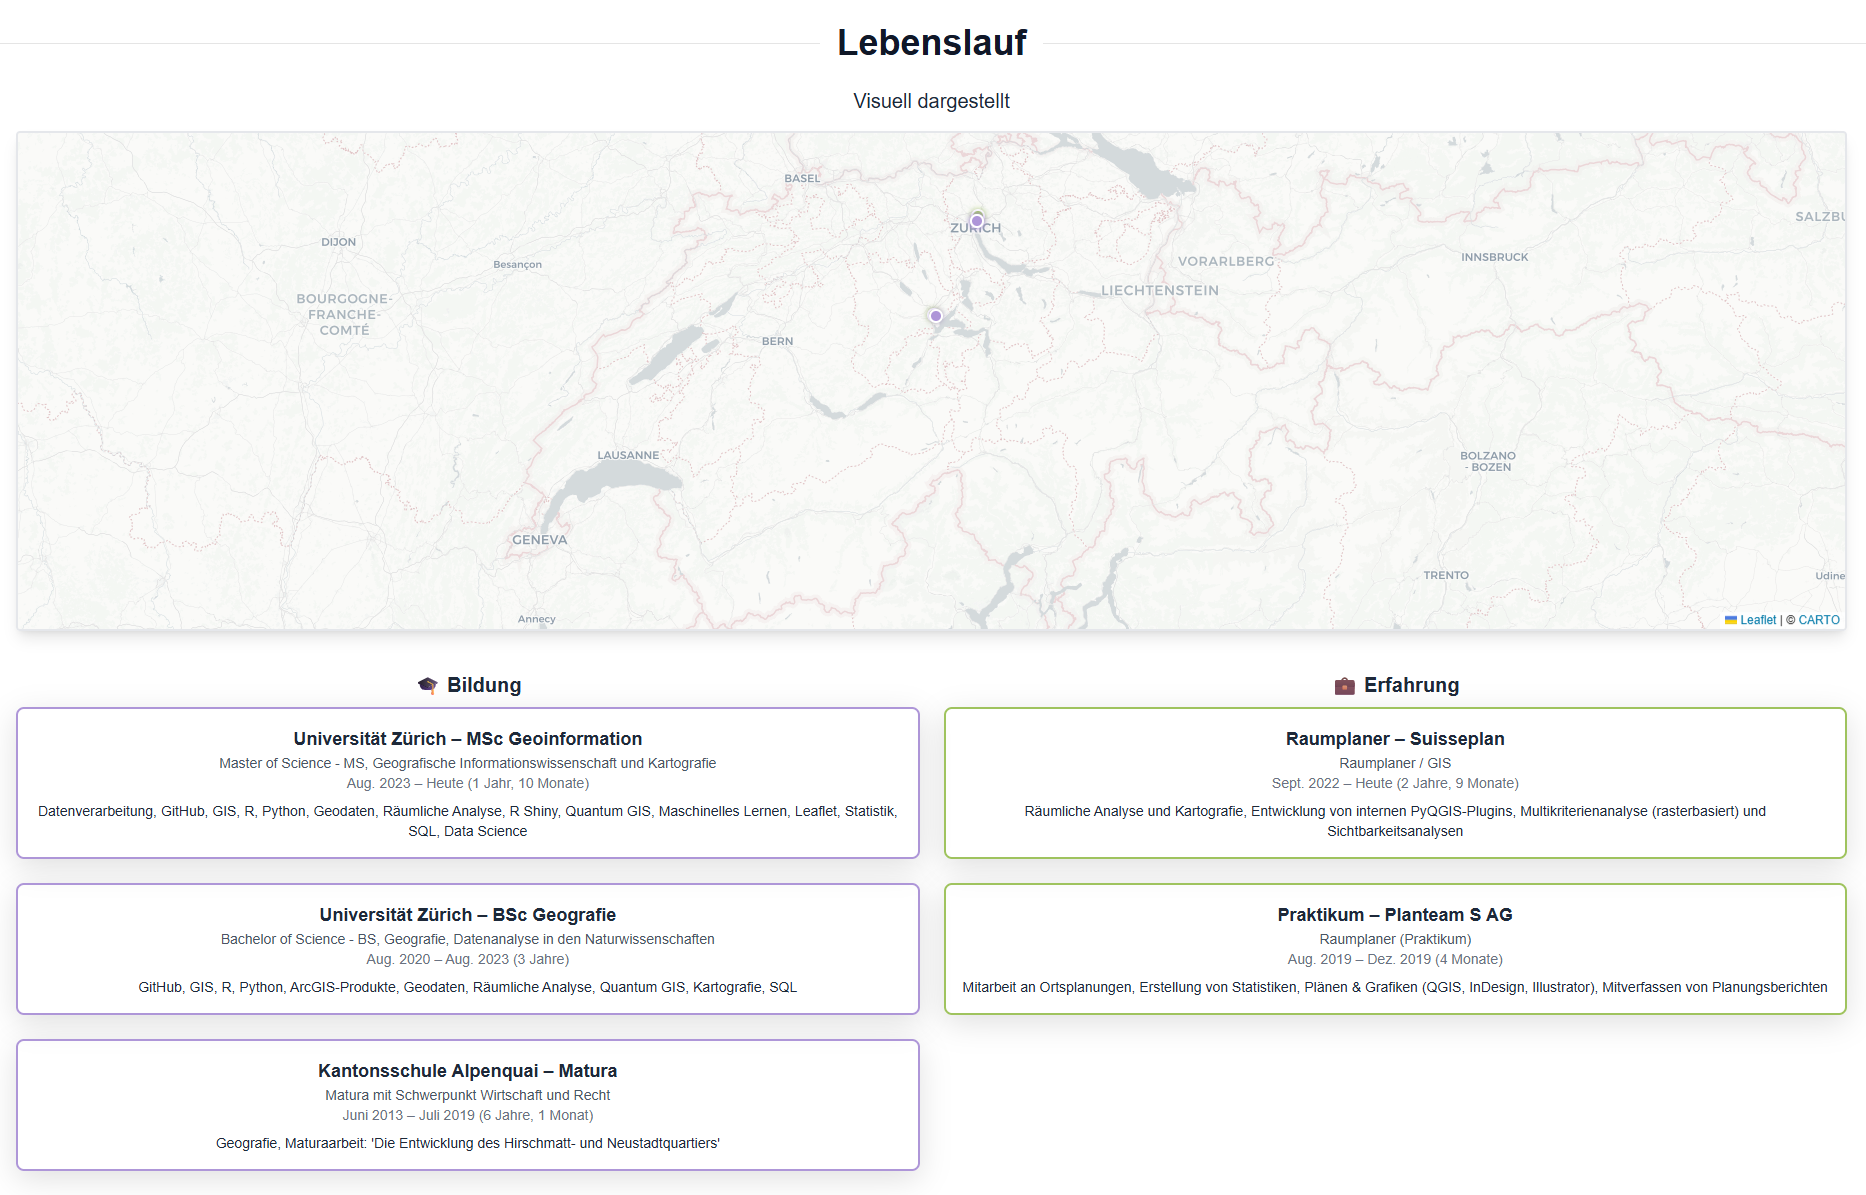 Lebenslauf
Visuell dargestellt
BASEL
ZURICH
DIJON
Besançon
BOURGOGNE-
FRANCHE-
COMTÉ
BERN
VORARLBERG
LIECHTENSTEIN
INNSBRUCK
SALZBU
LAUSANNE
GENEVA
Annecy
BOLZANO
- BOZEN
TRENTO
Udine
Leaflet | © CARTO
Bildung
Universität Zürich – MSc Geoinformation
Master of Science - MS, Geografische Informationswissenschaft und Kartografie
Aug. 2023 – Heute (1 Jahr, 10 Monate)
Datenverarbeitung, GitHub, GIS, R, Python, Geodaten, Räumliche Analyse, R Shiny, Quantum GIS, Maschinelles Lernen, Leaflet, Statistik,
SQL, Data Science
Universität Zürich – BSc Geografie
Bachelor of Science - BS, Geografie, Datenanalyse in den Naturwissenschaften
Aug. 2020 – Aug. 2023 (3 Jahre)
GitHub, GIS, R, Python, ArcGIS-Produkte, Geodaten, Räumliche Analyse, Quantum GIS, Kartografie, SQL
Kantonsschule Alpenquai – Matura
Matura mit Schwerpunkt Wirtschaft und Recht
Juni 2013 – Juli 2019 (6 Jahre, 1 Monat)
Geografie, Maturaarbeit: 'Die Entwicklung des Hirschmatt- und Neustadtquartiers'
Erfahrung
Raumplaner – Suisseplan
Raumplaner / GIS
Sept. 2022 – Heute (2 Jahre, 9 Monate)
Räumliche Analyse und Kartografie, Entwicklung von internen PyQGIS-Plugins, Multikriterienanalyse (rasterbasiert) und
Sichtbarkeitsanalysen
Praktikum – Planteam S AG
Raumplaner (Praktikum)
Aug. 2019 – Dez. 2019 (4 Monate)
Mitarbeit an Ortsplanungen, Erstellung von Statistiken, Plänen & Grafiken (QGIS, InDesign, Illustrator), Mitverfassen von Planungsberichten